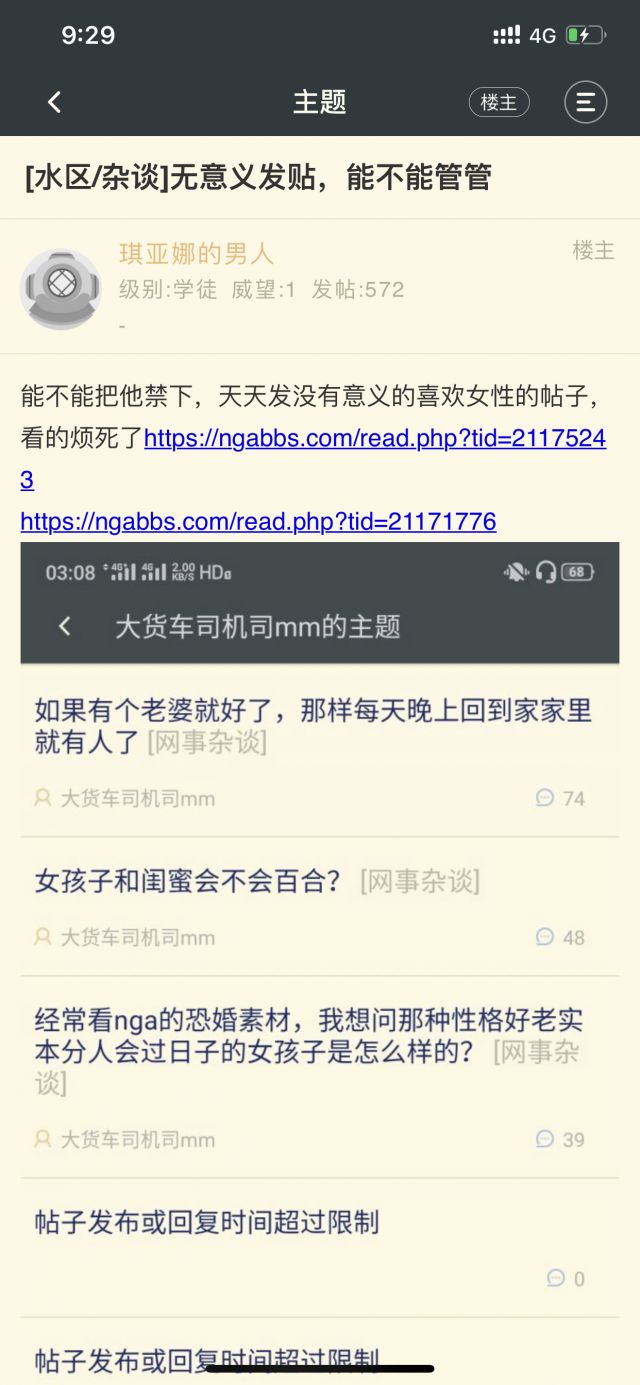 9:29
4G
主题
楼主
[水区/杂谈]无意义发贴，能不能管管
琪亚娜的男人
楼主
级别:学徒 威望:1 发帖:572
-
能不能把他禁下，天天发没有意义的喜欢女性的帖子，
看的烦死了https://ngabbs.com/read.php?tid=2117524
3
https://ngabbs.com/read.php?tid=21171776
03:08 4G 4G 2.00 KB/S HD 68
大货车司机司mm的主题
如果有个老婆就好了，那样每天晚上回到家家里
就有人了 [网事杂谈]
大货车司机司mm 74
女孩子和闺蜜会不会百合？ [网事杂谈]
大货车司机司mm 48
经常看nga的恐婚素材，我想问那种性格好老实
本分人会过日子的女孩子是怎么样的？ [网事杂
谈]
大货车司机司mm 39
帖子发布或回复时间超过限制
0
帖子发布或回复时间超过限制